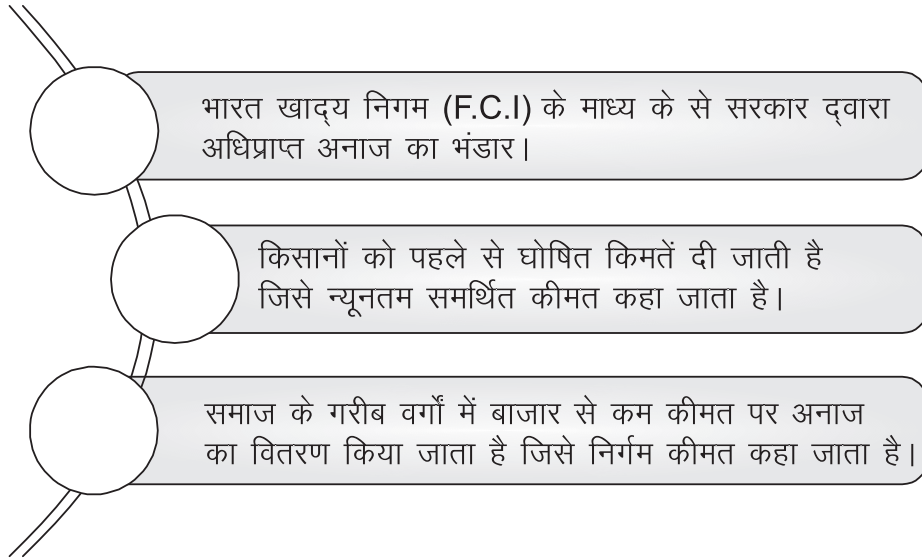 भारत खाद्‌य निगम (F.C.I) के माध्य के से सरकार द्‌वारा
अधिप्राप्त अनाज का भंडार।
किसानों को पहले से घोषित किमतें दी जाती है
जिसे न्यूनतम समर्थित कीमत कहा जाता है।
समाज के गरीब वर्गों में बाजार से कम कीमत पर अनाज
का वितरण किया जाता है जिसे निर्गम कीमत कहा जाता है।